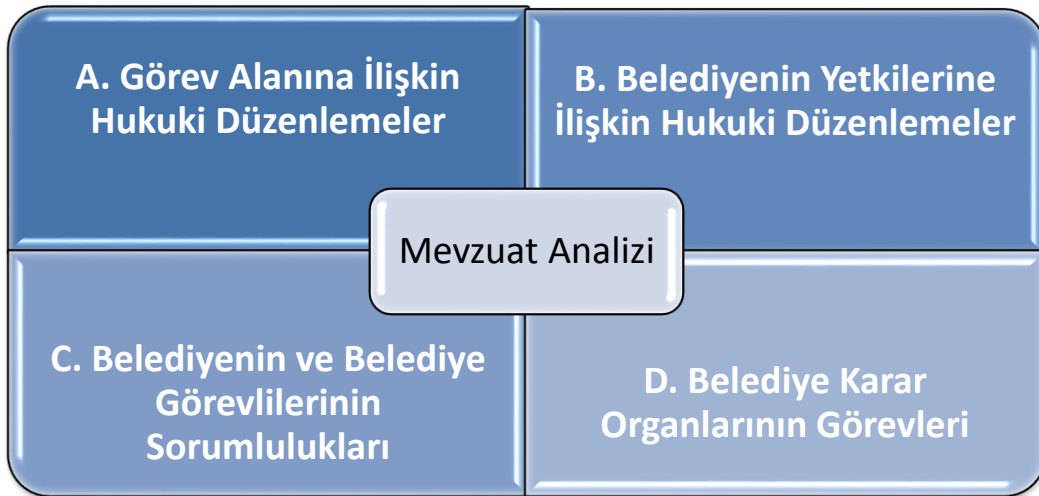 A. Görev Alanına İlişkin
Hukuki Düzenlemeler
B. Belediyenin Yetkilerine
İlişkin Hukuki Düzenlemeler
Mevzuat Analizi
C. Belediyenin ve Belediye
Görevlilerinin
Sorumlulukları
D. Belediye Karar
Organlarının Görevleri